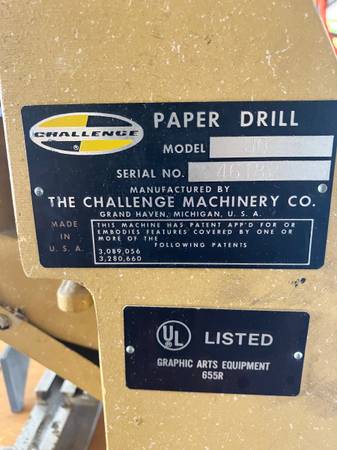 CHALLENGE
®
PAPER DRILL
MODEL
SERIAL NO.
MANUFACTURED BY
THE CHALLENGE MACHINERY CO.
GRAND HAVEN, MICHIGAN, U. S. A.
MADE
IN
U. S. A.
THIS MACHINE HAS PATENT APP'D FOR OR
EMBODIES FEATURES COVERED BY ONE OR
MORE OF THE
FOLLOWING PATENTS
3,089,056
3,280,660
UL
®
LISTED
GRAPHIC ARTS EQUIPMENT
655R